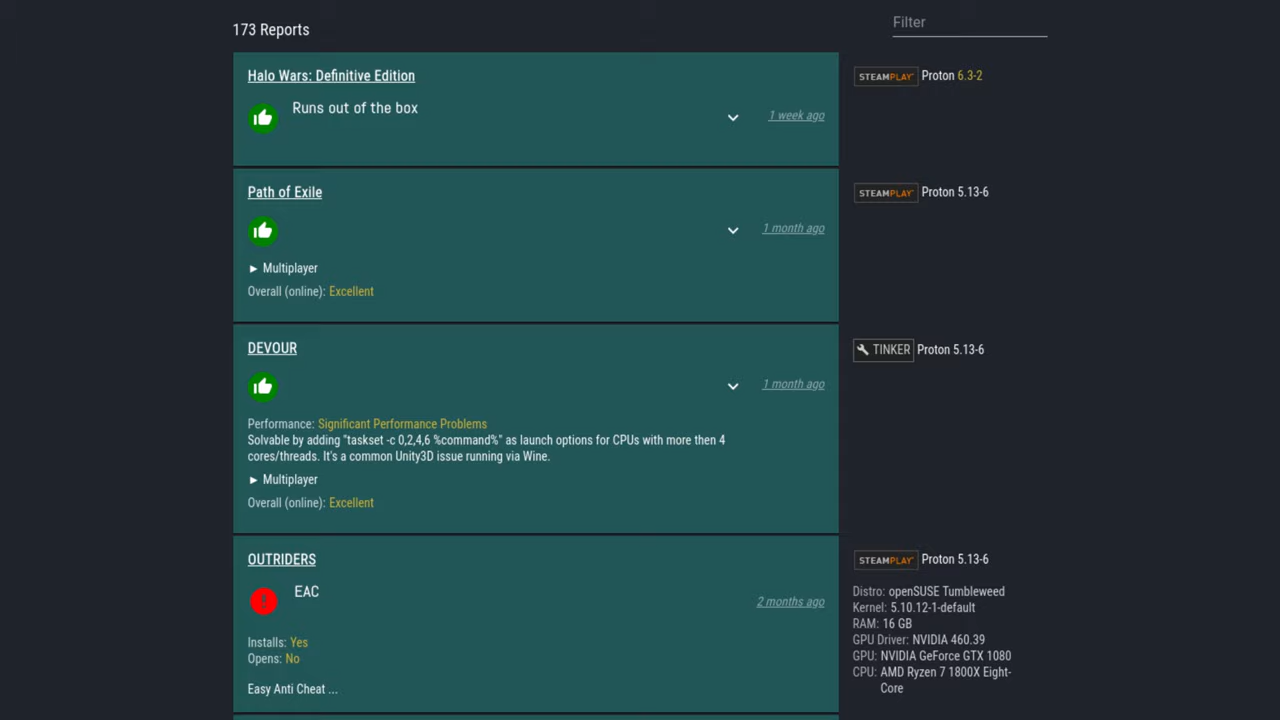 173 Reports
Filter
Halo Wars: Definitive Edition
STEAMPLAY Proton 6.3-2
Runs out of the box
1 week ago
Path of Exile
STEAMPLAY Proton 5.13-6
1 month ago
► Multiplayer
Overall (online): Excellent
DEVOUR
TINKER Proton 5.13-6
1 month ago
Performance: Significant Performance Problems
Solvable by adding "taskset -c 0,2,4,6 %command%" as launch options for CPUs with more then 4
cores/threads. It's a common Unity3D issue running via Wine.
► Multiplayer
Overall (online): Excellent
OUTRIDERS
STEAMPLAY Proton 5.13-6
EAC
2 months ago
Installs: Yes
Opens: No
Easy Anti Cheat ...
Distro: openSUSE Tumbleweed
Kernel: 5.10.12-1-default
RAM: 16 GB
GPU Driver: NVIDIA 460.39
GPU: NVIDIA GeForce GTX 1080
CPU: AMD Ryzen 7 1800X Eight-
Core